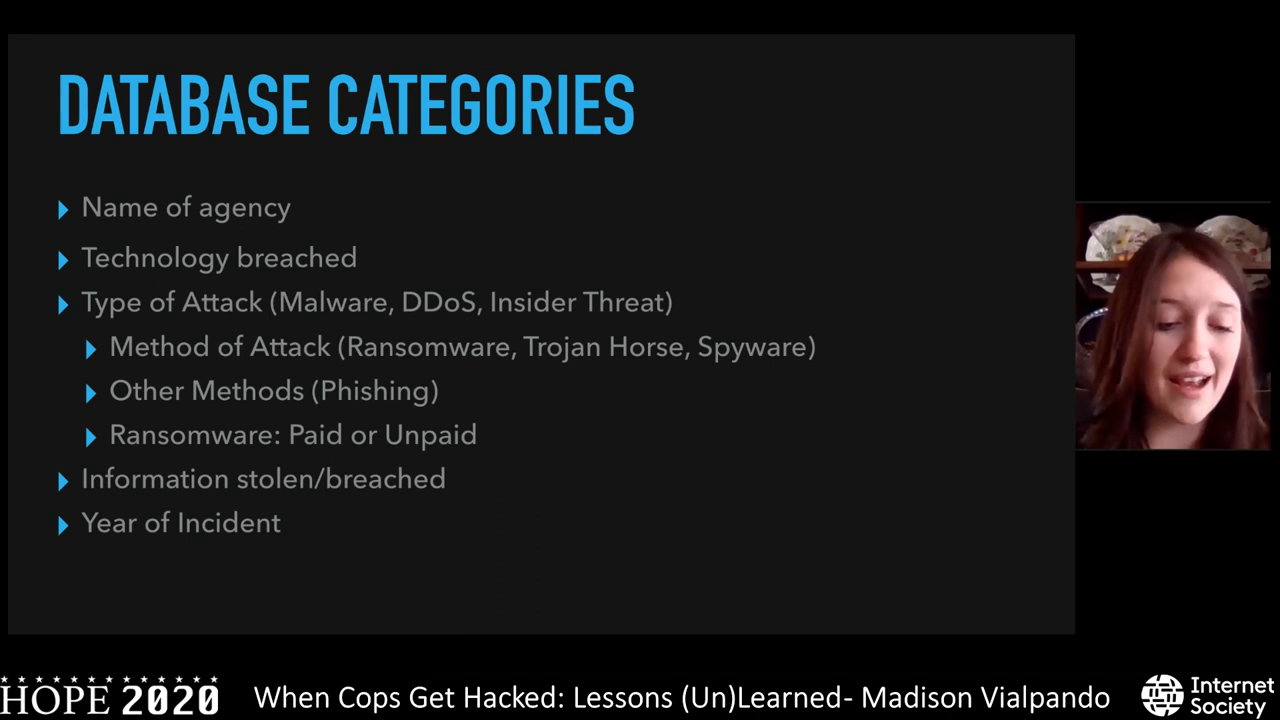 DATABASE CATEGORIES
Name of agency
Technology breached
Type of Attack (Malware, DDoS, Insider Threat)
Method of Attack (Ransomware, Trojan Horse, Spyware)
Other Methods (Phishing)
Ransomware: Paid or Unpaid
Information stolen/breached
Year of Incident
HOPE 2020
When Cops Get Hacked: Lessons (Un)Learned- Madison Vialpando
Internet
Society